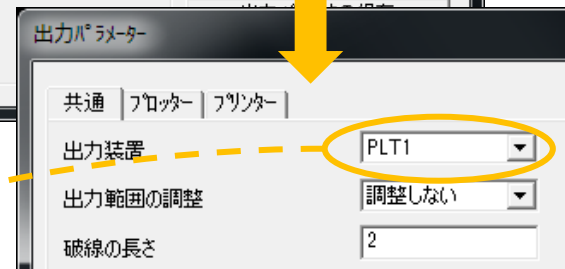 出力ﾊﾟﾗﾒｰﾀｰ
共通 ﾌﾟﾛｯﾀｰ ﾌﾟﾘﾝﾀｰ
出力装置 PLT1
出力範囲の調整 調整しない
破線の長さ 2